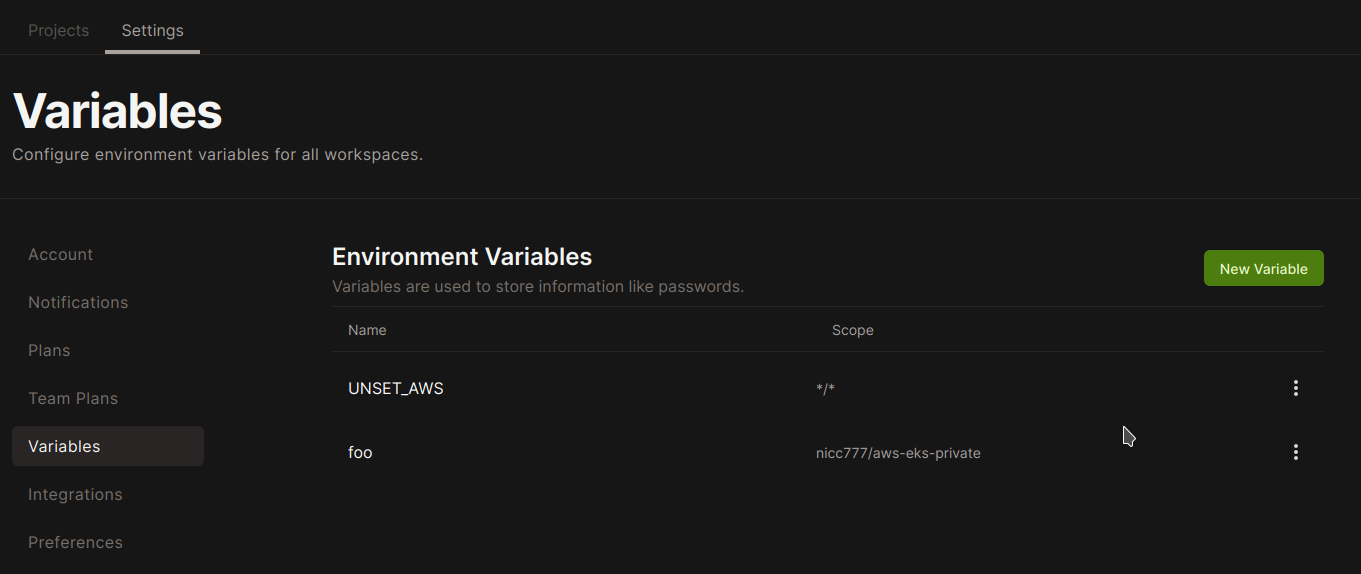 Projects Settings
Variables
Configure environment variables for all workspaces.
Account
Notifications
Plans
Team Plans
Variables
Integrations
Preferences
Environment Variables
Variables are used to store information like passwords.
New Variable
Name Scope
UNSET_AWS */*
foo nicc777/aws-eks-private